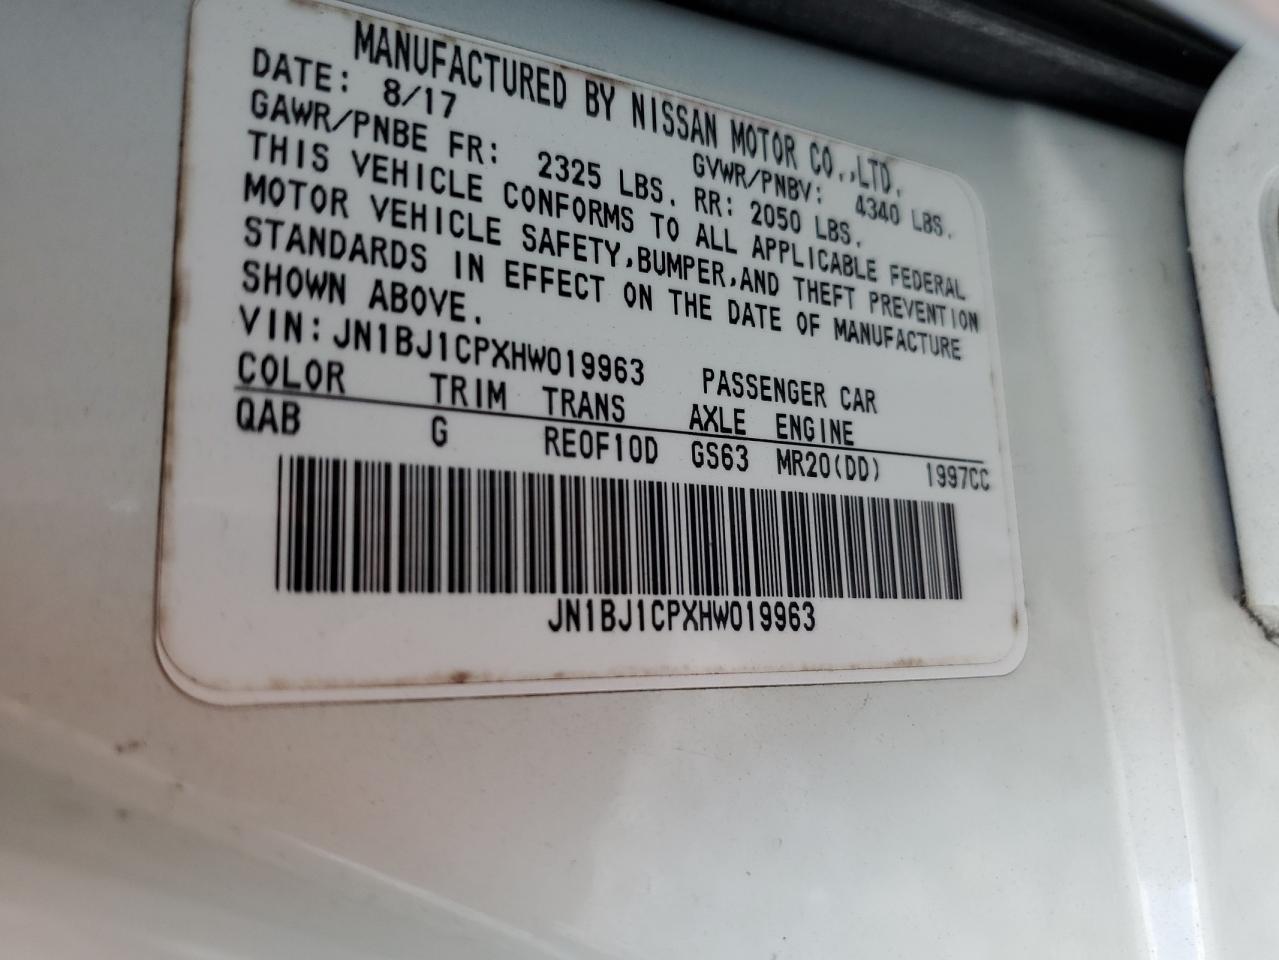 MANUFACTURED BY NISSAN MOTOR CO.,LTD.
DATE: 8/17 GVWR/PNBV: 4340 LBS.
GAWR/PNBE FR: 2325 LBS. RR: 2050 LBS.
THIS VEHICLE CONFORMS TO ALL APPLICABLE FEDERAL
MOTOR VEHICLE SAFETY,BUMPER,AND THEFT PREVENTION
STANDARDS IN EFFECT ON THE DATE OF MANUFACTURE
SHOWN ABOVE.
VIN:JN1BJ1CPXHW019963 PASSENGER CAR
COLOR TRIM TRANS AXLE ENGINE
QAB G RE0F10D GS63 MR20(DD) 1997CC
JN1BJ1CPXHW019963